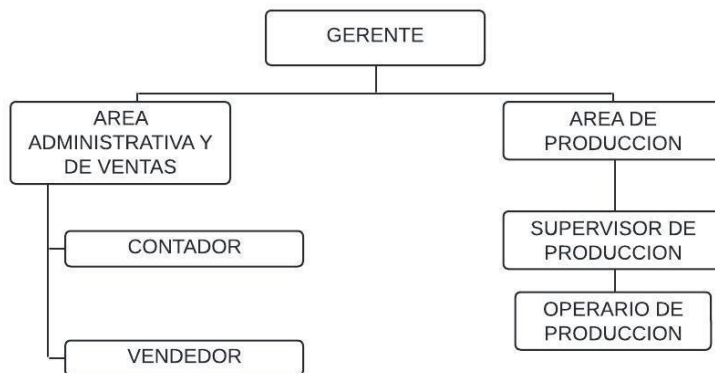 GERENTE
AREA
ADMINISTRATIVA Y
DE VENTAS
AREA DE
PRODUCCION
CONTADOR
VENDEDOR
SUPERVISOR DE
PRODUCCION
OPERARIO DE
PRODUCCION